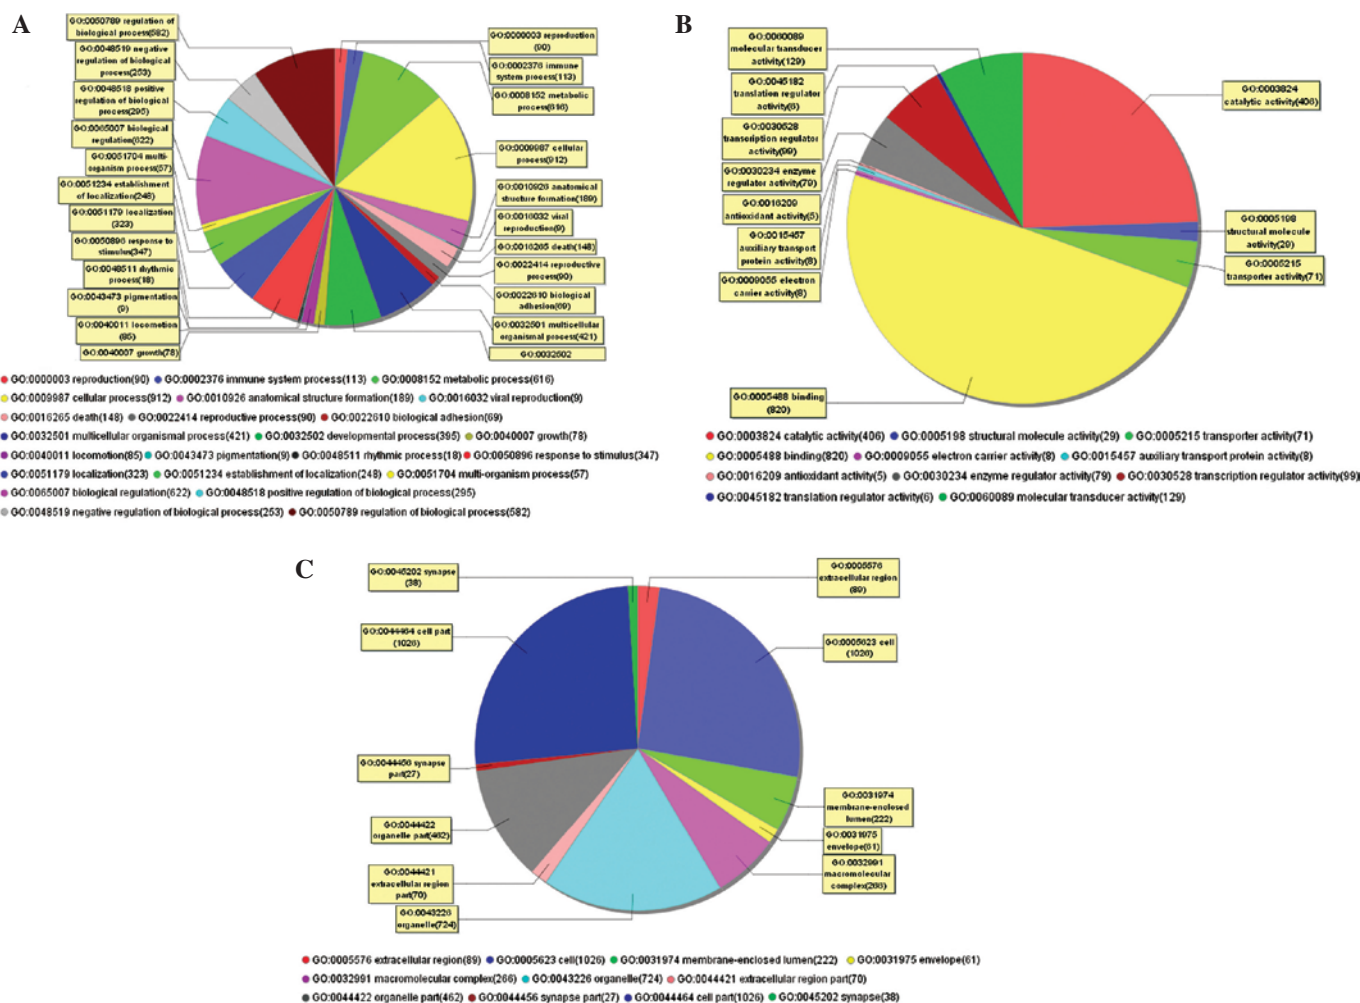 A
GO:0050789 regulation of
biological process(582)
GO:0048519 negative
regulation of biological
process(253)
GO:0048518 positive
regulation of biological
process(295)
GO:0065007 biological
regulation(622)
GO:0051704 multi-
organism process(57)
GO:0051234 establishment
of localization(248)
GO:0051179 localization
(323)
GO:0050896 response to
stimulus(347)
GO:0048511 rhythmic
process(18)
GO:0043473 pigmentation
(9)
GO:0040011 locomotion
(85)
GO:0040007 growth(78)
GO:0000003 reproduction
(90)
GO:0002376 immune
system process(113)
GO:0008152 metabolic
process(616)
GO:0009987 cellular
process(912)
GO:0010926 anatomical
structure formation(189)
GO:0016032 viral
reproduction(9)
GO:0016265 death(148)
GO:0022414 reproductive
process(90)
GO:0022610 biological
adhesion(69)
GO:0032501 multicellular
organismal process(421)
GO:0032502
GO:0000003 reproduction(90) GO:0002376 immune system process(113) GO:0008152 metabolic process(616)
GO:0009987 cellular process(912) GO:0010926 anatomical structure formation(189) GO:0016032 viral reproduction(9)
GO:0016265 death(148) GO:0022414 reproductive process(90) GO:0022610 biological adhesion(69)
GO:0032501 multicellular organismal process(421) GO:0032502 developmental process(395) GO:0040007 growth(78)
GO:0040011 locomotion(85) GO:0043473 pigmentation(9) GO:0048511 rhythmic process(18) GO:0050896 response to stimulus(347)
GO:0051179 localization(323) GO:0051234 establishment of localization(248) GO:0051704 multi-organism process(57)
GO:0065007 biological regulation(622) GO:0048518 positive regulation of biological process(295)
GO:0048519 negative regulation of biological process(253) GO:0050789 regulation of biological process(582)
B
GO:0060089
molecular transducer
activity(129)
GO:0045182
translation regulator
activity(6)
GO:0030528
transcription regulator
activity(99)
GO:0030234 enzyme
regulator activity(79)
GO:0016209
antioxidant activity(5)
GO:0015457
auxiliary transport
protein activity(8)
GO:0009055 electron
carrier activity(8)
GO:0005488 binding
(820)
GO:0003824
catalytic activity(406)
GO:0005198
structural molecule
activity(29)
GO:0005215
transporter activity(71)
GO:0003824 catalytic activity(406) GO:0005198 structural molecule activity(29) GO:0005215 transporter activity(71)
GO:0005488 binding(820) GO:0009055 electron carrier activity(8) GO:0015457 auxiliary transport protein activity(8)
GO:0016209 antioxidant activity(5) GO:0030234 enzyme regulator activity(79) GO:0030528 transcription regulator activity(99)
GO:0045182 translation regulator activity(6) GO:0060089 molecular transducer activity(129)
C
GO:0045202 synapse
(38)
GO:0044464 cell part
(1026)
GO:0044456 synapse
part(27)
GO:0044422
organelle part(462)
GO:0044421
extracellular region
part(70)
GO:0043226
organelle(724)
GO:0005576
extracellular region
(89)
GO:0005623 cell
(1026)
GO:0031974
membrane-enclosed
lumen(222)
GO:0031975
envelope(61)
GO:0032991
macromolecular
complex(266)
GO:0005576 extracellular region(89) GO:0005623 cell(1026) GO:0031974 membrane-enclosed lumen(222) GO:0031975 envelope(61)
GO:0032991 macromolecular complex(266) GO:0043226 organelle(724) GO:0044421 extracellular region part(70)
GO:0044422 organelle part(462) GO:0044456 synapse part(27) GO:0044464 cell part(1026) GO:0045202 synapse(38)